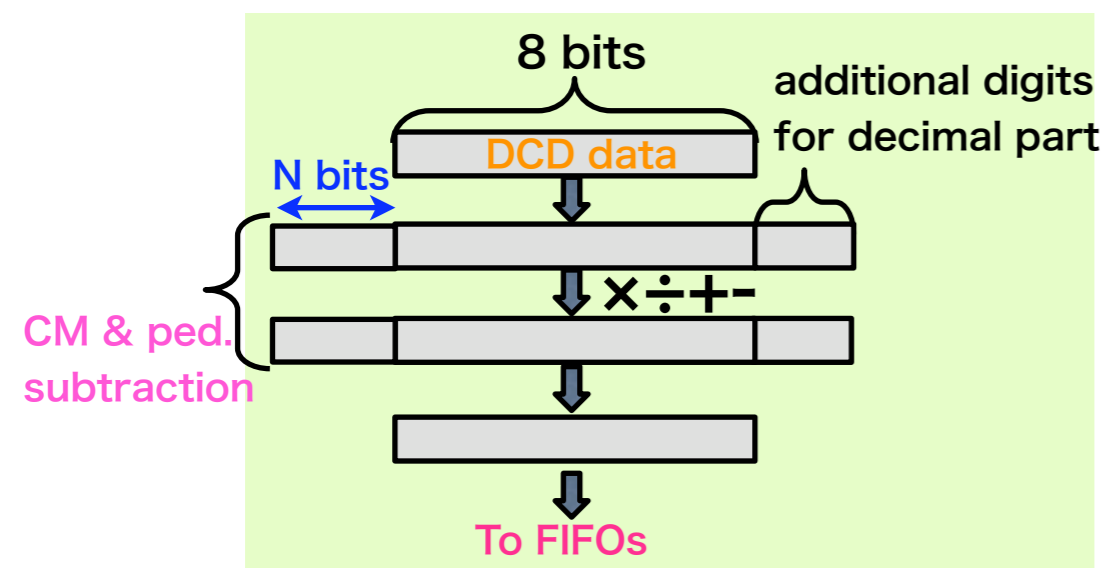 8 bits
additional digits
for decimal part
DCD data
N bits
×÷+-
CM & ped.
subtraction
To FIFOs